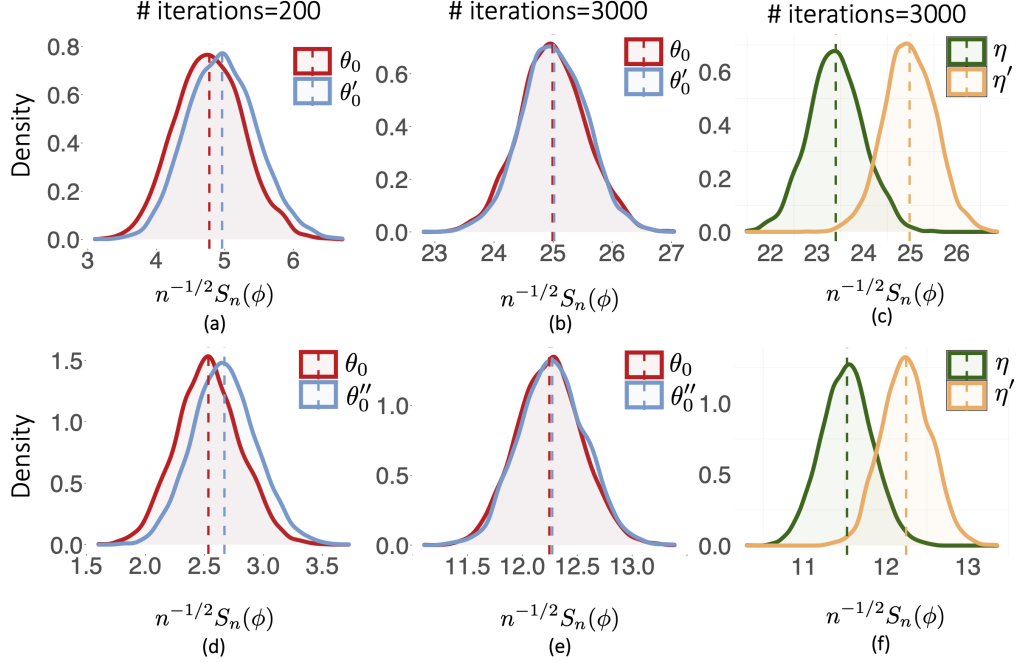 # iterations=200
# iterations=3000
# iterations=3000
Density
0.8
0.6
0.4
0.2
0.0
3 4 5 6
θ₀
θ′₀
n⁻¹/²Sₙ(ϕ)
(a)
0.6
0.4
0.2
0.0
23 24 25 26 27
θ₀
θ′₀
n⁻¹/²Sₙ(ϕ)
(b)
0.6
0.4
0.2
0.0
22 23 24 25 26
η
η′
n⁻¹/²Sₙ(ϕ)
(c)
Density
1.5
1.0
0.5
0.0
1.5 2.0 2.5 3.0 3.5
θ₀
θ″₀
n⁻¹/²Sₙ(ϕ)
(d)
1.0
0.5
0.0
11.5 12.0 12.5 13.0
θ₀
θ″₀
n⁻¹/²Sₙ(ϕ)
(e)
1.0
0.5
0.0
11 12 13
η
η′
n⁻¹/²Sₙ(ϕ)
(f)